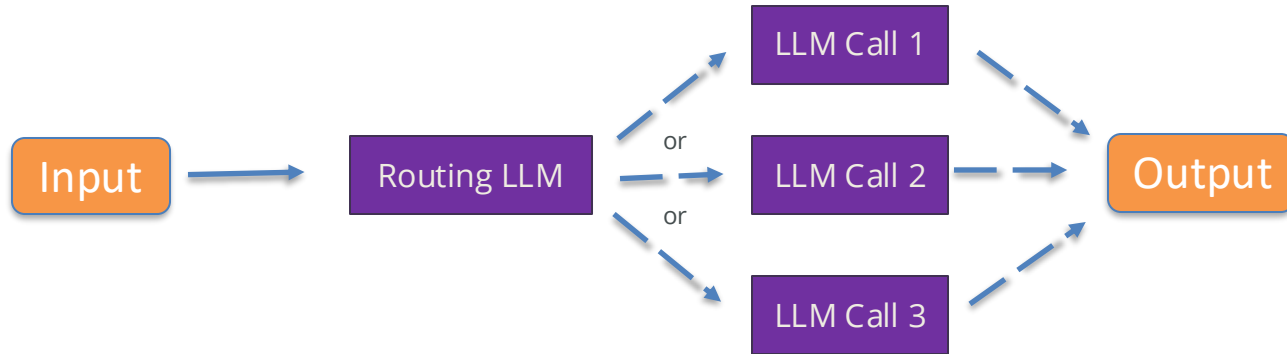 Input
Routing LLM
or
or
LLM Call 1
LLM Call 2
LLM Call 3
Output